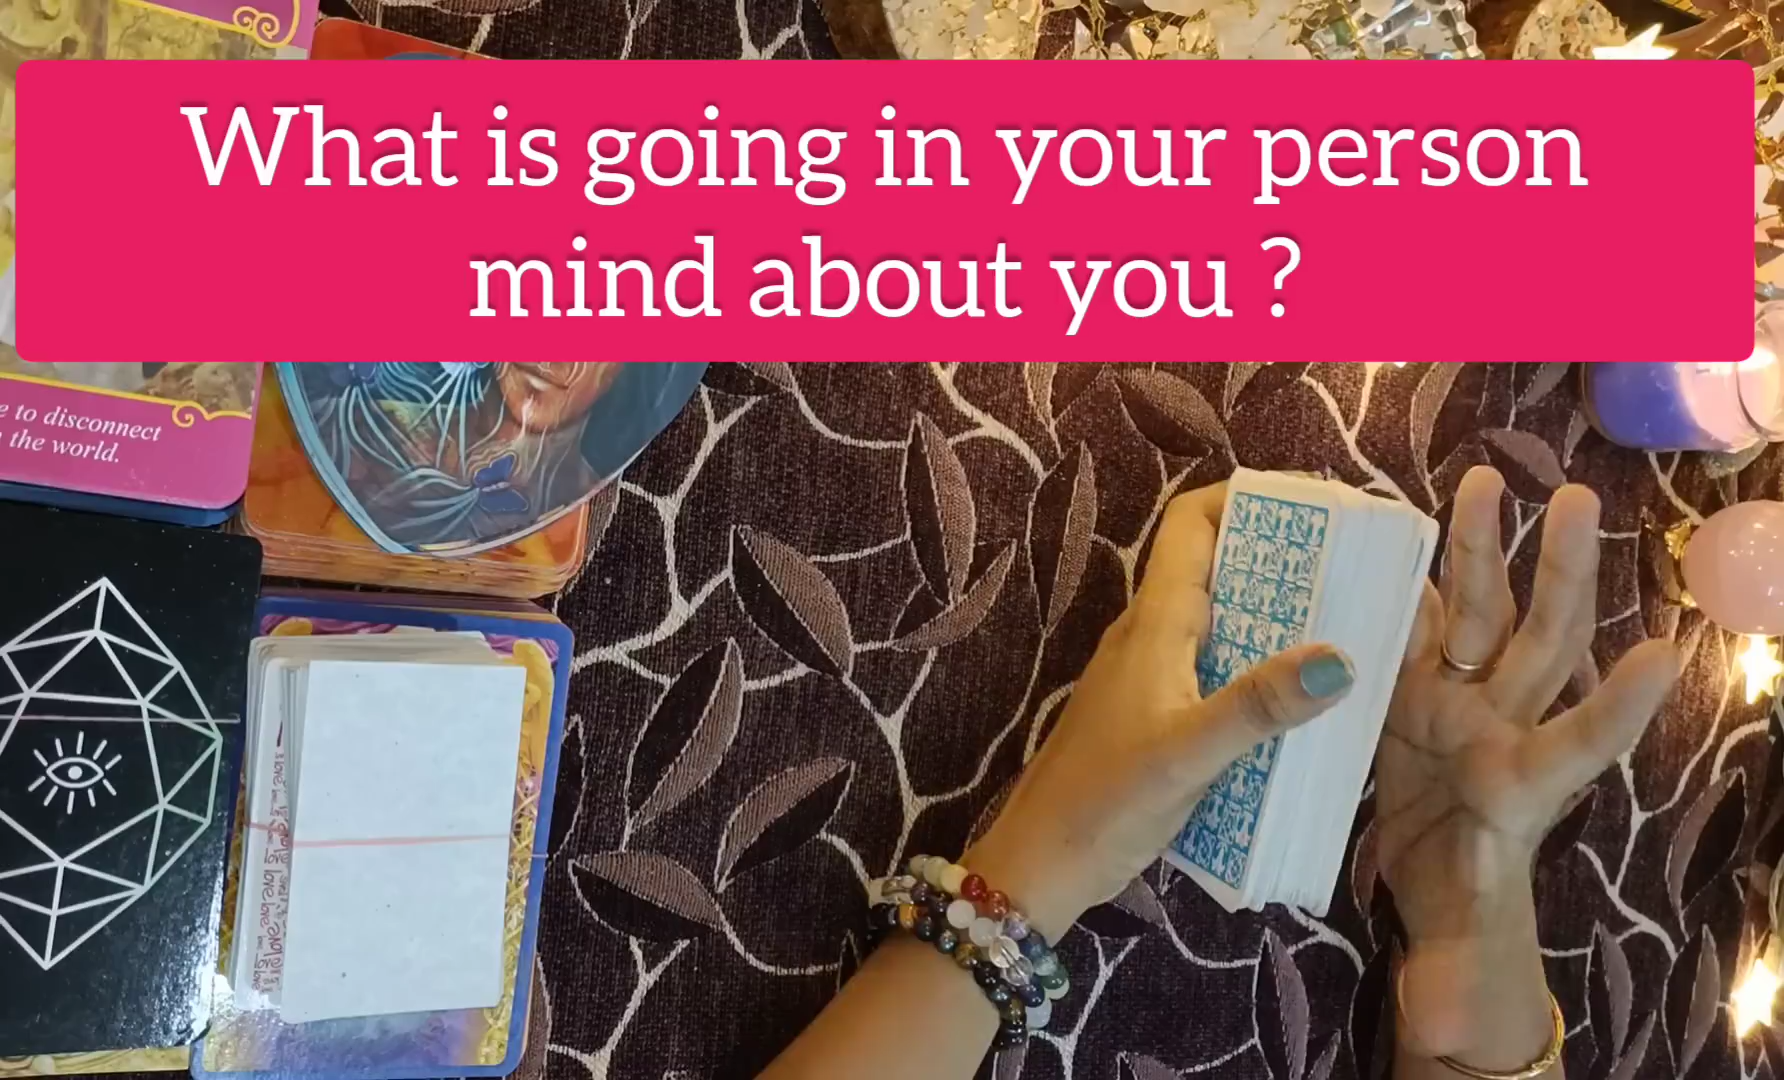 What is going in your person
mind about you ?
e to disconnect
the world.